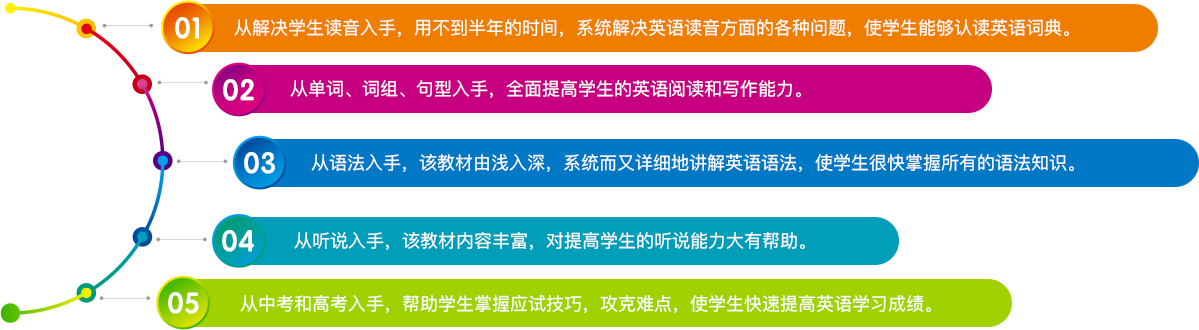 01 从解决学生读音入手，用不到半年的时间，系统解决英语读音方面的各种问题，使学生能够认读英语词典。
02 从单词、词组、句型入手，全面提高学生的英语阅读和写作能力。
03 从语法入手，该教材由浅入深，系统而又详细地讲解英语语法，使学生很快掌握所有的语法知识。
04 从听说入手，该教材内容丰富，对提高学生的听说能力大有帮助。
05 从中考和高考入手，帮助学生掌握应试技巧，攻克难点，使学生快速提高英语学习成绩。